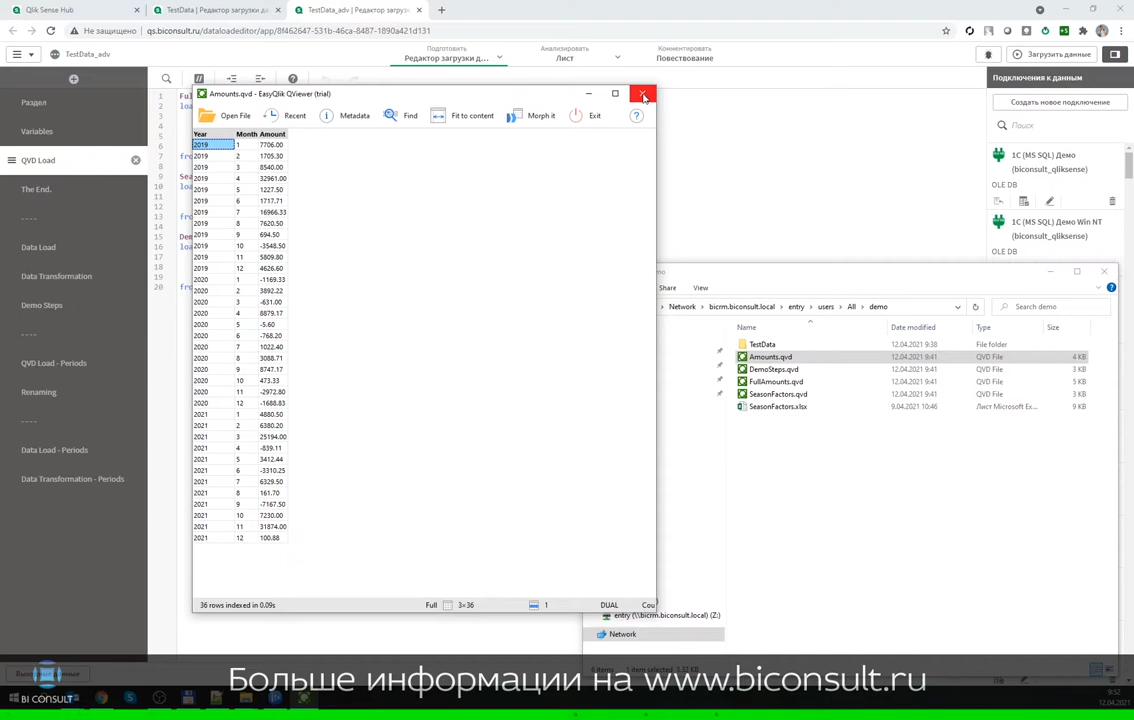 Qlik Sense Hub
TestData | Редактор загрузки да...
TestData_adv | Редактор загруз...
Не защищено
qs.biconsult.ru/dataloadeditor/app/8f462647-531b-46ca-8487-1890a421d131
TestData_adv
Подготовить
Редактор загрузки д...
Анализировать
Лист
Комментировать
Повествование
Загрузить данные
Раздел
Variables
QVD Load
The End.
----
Data Load
Data Transformation
Demo Steps
----
QVD Load - Periods
Renaming
----
Data Load - Periods
Data Transformation - Periods
Amounts.qvd - EasyQlik QViewer (trial)
Open File
Recent
Metadata
Find
Fit to content
Morph it
Exit
Year Month Amount
2019 1 7706.00
2019 2 1705.30
2019 3 8540.00
2019 4 32961.00
2019 5 1227.50
2019 6 1717.71
2019 7 16966.33
2019 8 7620.50
2019 9 694.50
2019 10 -3548.50
2019 11 5809.80
2019 12 4626.60
2020 1 -1169.33
2020 2 3892.22
2020 3 -631.00
2020 4 8879.17
2020 5 -5.60
2020 6 -768.20
2020 7 1022.40
2020 8 3088.71
2020 9 8747.17
2020 10 473.33
2020 11 -2972.80
2020 12 -1688.83
2021 1 4880.50
2021 2 6380.20
2021 3 25194.00
2021 4 -839.11
2021 5 3412.44
2021 6 -3310.25
2021 7 6329.50
2021 8 161.70
2021 9 -7167.50
2021 10 7230.00
2021 11 31874.00
2021 12 100.88
36 rows indexed in 0.09s
Full
3×36
1
DUAL
Cou
Подключения к данным
Создать новое подключение
Поиск
1C (MS SQL) Демо
(biconsult_qliksense)
OLE DB
1C (MS SQL) Демо Win NT
(biconsult_qliksense)
OLE DB
Share
View
Network
bicrm.biconsult.local
entry
users
All
demo
Search demo
Name Date modified Type Size
TestData 12.04.2021 9:38 File folder
Amounts.qvd 12.04.2021 9:41 QVD File 4 KB
DemoSteps.qvd 12.04.2021 9:41 QVD File 3 KB
FullAmounts.qvd 12.04.2021 9:41 QVD File 5 KB
SeasonFactors.qvd 12.04.2021 9:41 QVD File 3 KB
SeasonFactors.xlsx 9.04.2021 10:46 Лист Microsoft Ex... 9 KB
entry (\\bicrm.biconsult.local) (Z:)
Network
Больше информации на www.biconsult.ru
BI CONSULT
9:52
12.04.2021